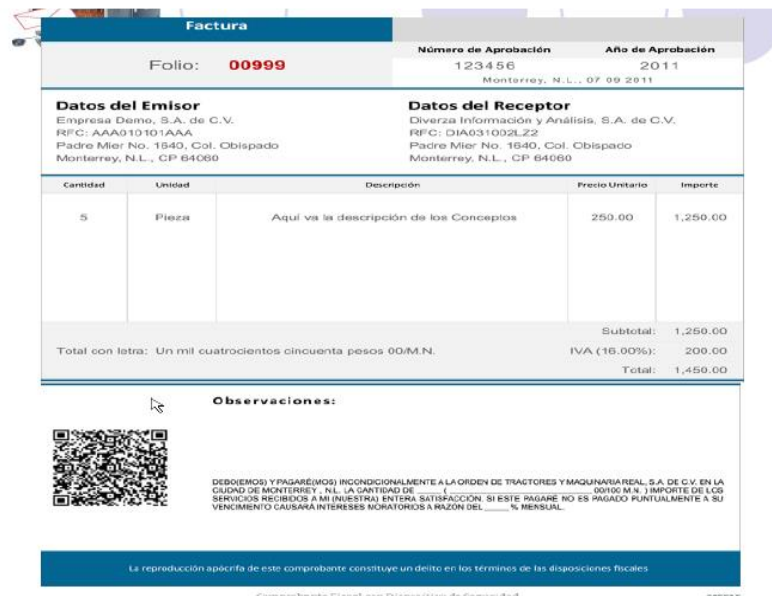 Factura
Número de Aprobación Año de Aprobación
Folio: 00999 123456 2011
Monterrey, N.L., 07 09 2011
Datos del Emisor Datos del Receptor
Empresa Demo, S.A. de C.V. Diverza Información y Análisis, S.A. de C.V.
RFC: AAA010101AAA RFC: DIA031002LZ2
Padre Mier No. 1640, Col. Obispado Padre Mier No. 1640, Col. Obispado
Monterrey, N.L., CP 64060 Monterrey, N.L., CP 64060
Cantidad Unidad Descripción Precio Unitario Importe
5 Pieza Aquí va la descripción de los Conceptos 250.00 1,250.00
Subtotal: 1,250.00
Total con letra: Un mil cuatrocientos cincuenta pesos 00/M.N. IVA (16.00%): 200.00
Total: 1,450.00
Observaciones:
DEBO(EMOS) Y PAGARÉ(MOS) INCONDICIONALMENTE A LA ORDEN DE TRACTORES Y MAQUINARIA REAL, S.A. DE C.V. EN LA
CIUDAD DE MONTERREY , N.L. LA CANTIDAD DE _____ ( _____ 00/100 M.N. ) IMPORTE DE LOS
SERVICIOS RECIBIDOS A MI (NUESTRA) ENTERA SATISFACCIÓN. SI ESTE PAGARÉ NO ES PAGADO PUNTUALMENTE A SU
VENCIMIENTO CAUSARÁ INTERESES MORATORIOS A RAZÓN DEL _____ % MENSUAL.
La reproducción apócrifa de este comprobante constituye un delito en los términos de las disposiciones fiscales